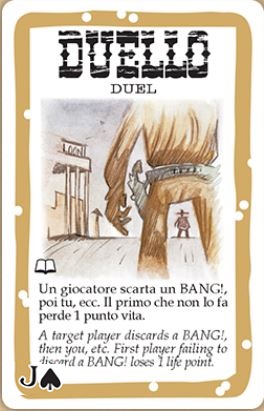 DUELLO
DUEL
Un giocatore scarta un BANG!,
poi tu, ecc. Il primo che non lo fa
perde 1 punto vita.
A target player discards a BANG!,
then you, etc. First player failing to
discard a BANG! loses 1 life point.
J♠